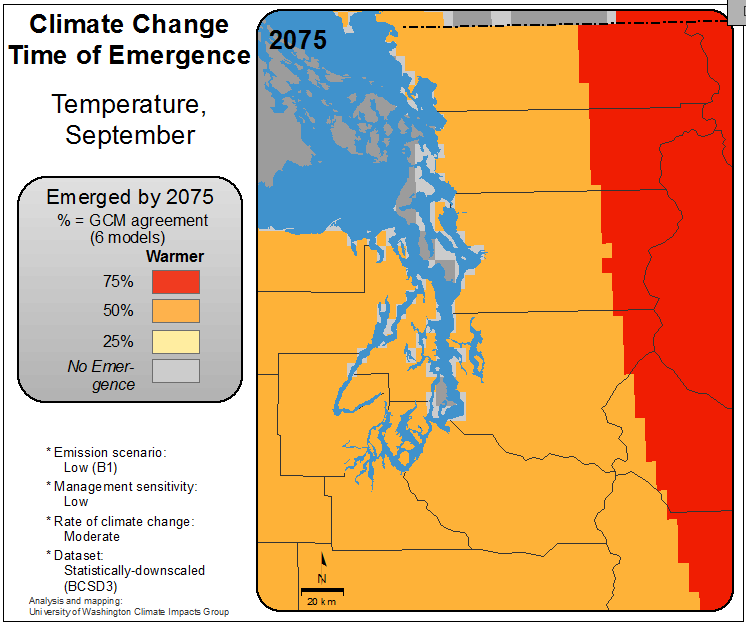 Climate Change
Time of Emergence
2075
Temperature,
September
Emerged by 2075
% = GCM agreement
(6 models)
Warmer
75%
50%
25%
No Emer-
gence
* Emission scenario:
Low (B1)
* Management sensitivity:
Low
* Rate of climate change:
Moderate
* Dataset:
Statistically-downscaled
(BCSD3)
Analysis and mapping:
University of Washington Climate Impacts Group
N
20 km